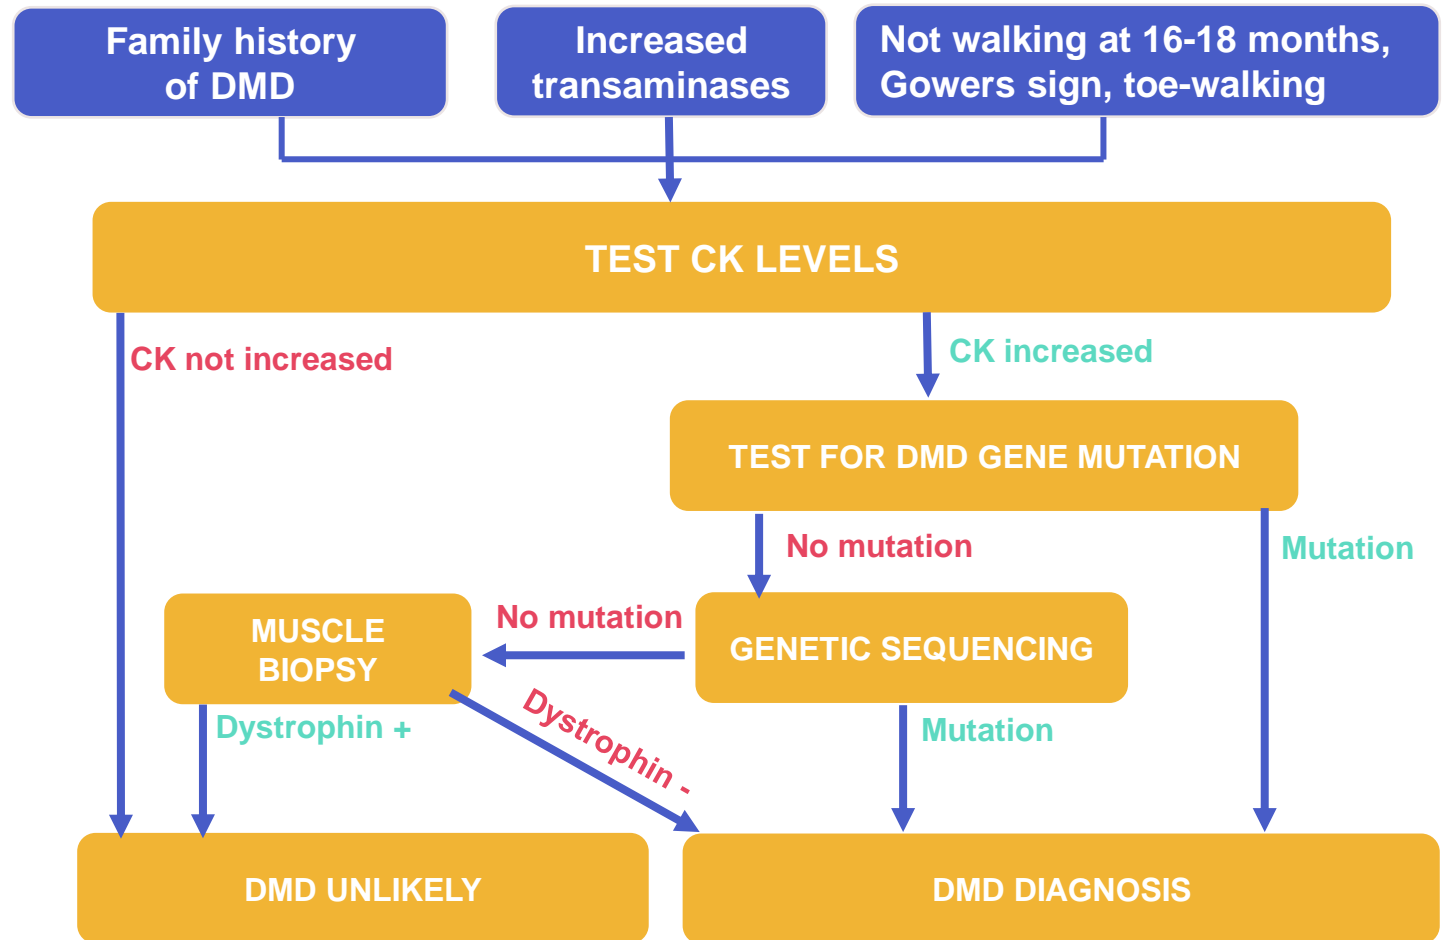 Family history
of DMD
Increased
transaminases
Not walking at 16-18 months,
Gowers sign, toe-walking
TEST CK LEVELS
CK not increased
CK increased
TEST FOR DMD GENE MUTATION
No mutation
Mutation
No mutation
MUSCLE
BIOPSY
GENETIC SEQUENCING
Dystrophin +
Dystrophin -
Mutation
DMD UNLIKELY
DMD DIAGNOSIS